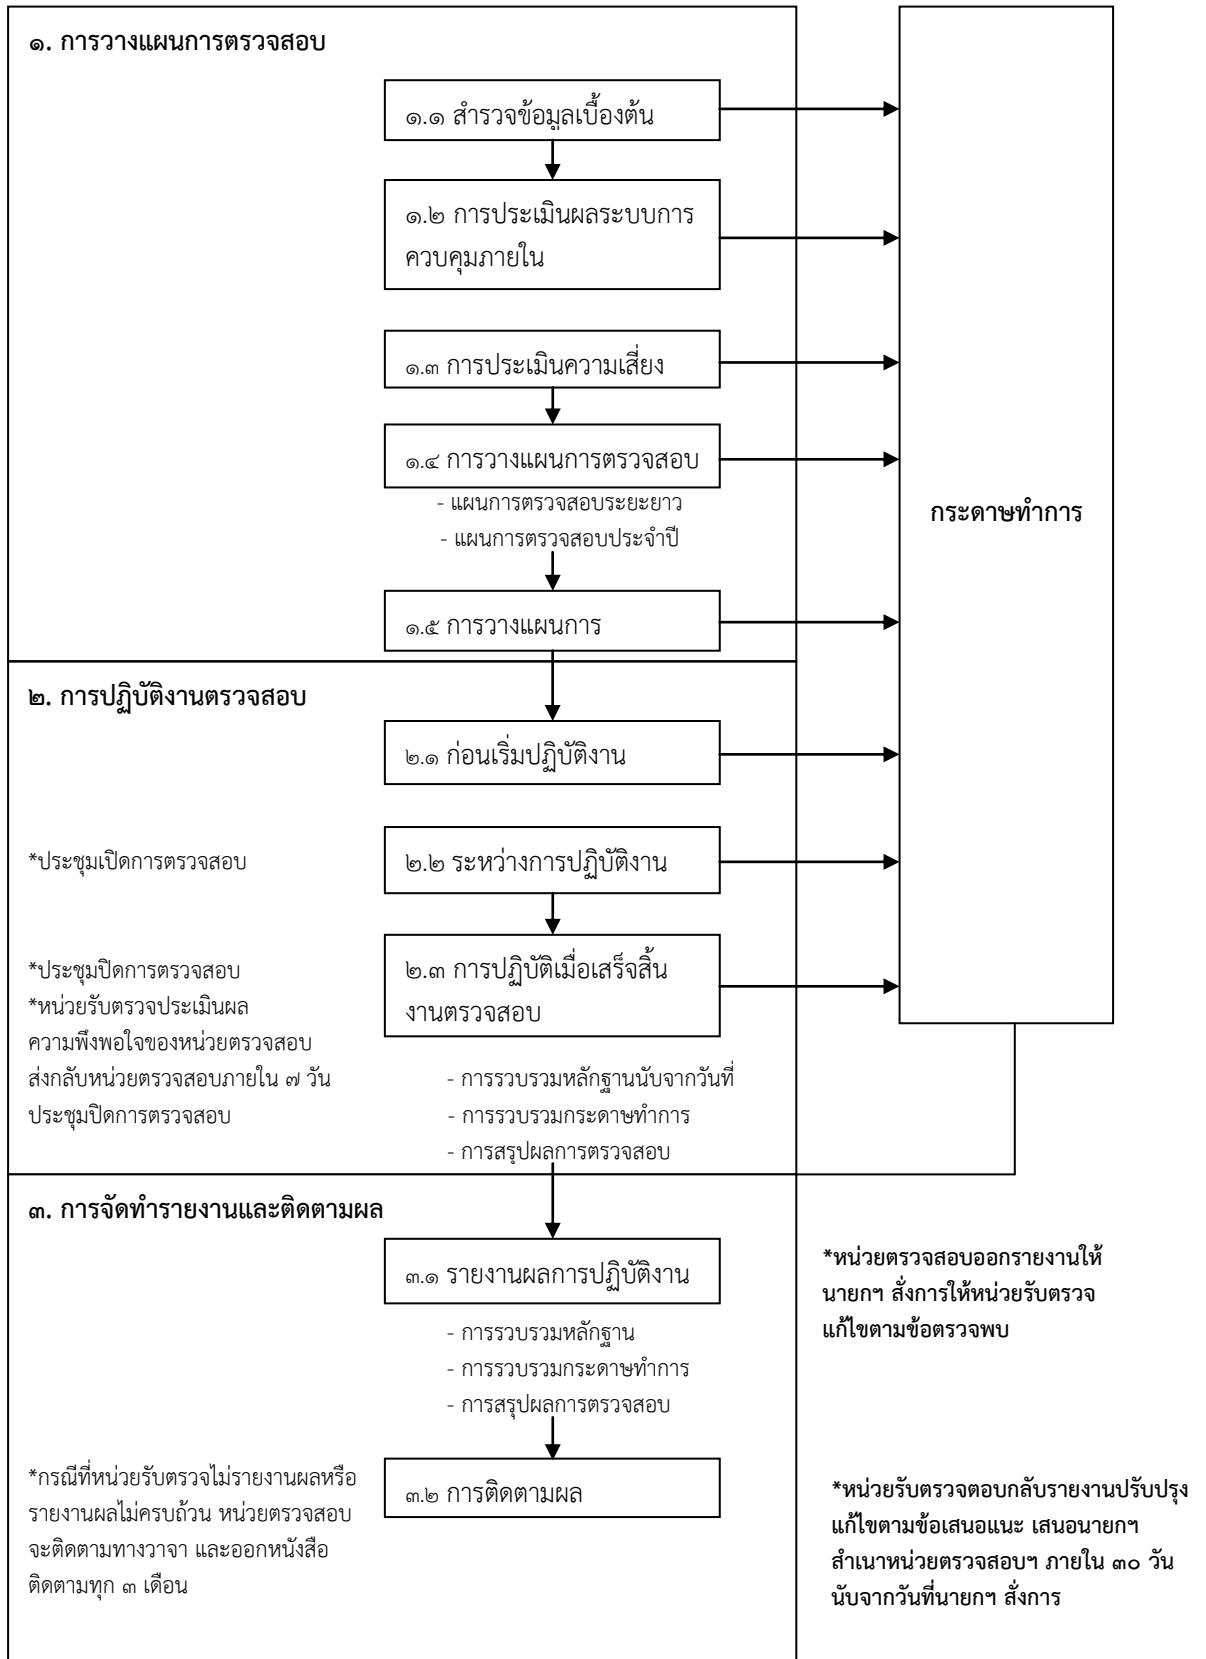 ๑. การวางแผนการตรวจสอบ
๑.๑ สำรวจข้อมูลเบื้องต้น
๑.๒ การประเมินผลระบบการ
ควบคุมภายใน
๑.๓ การประเมินความเสี่ยง
๑.๔ การวางแผนการตรวจสอบ
- แผนการตรวจสอบระยะยาว
- แผนการตรวจสอบประจำปี
กระดาษทำการ
๑.๕ การวางแผนการ
๒. การปฏิบัติงานตรวจสอบ
๒.๑ ก่อนเริ่มปฏิบัติงาน
*ประชุมเปิดการตรวจสอบ
๒.๒ ระหว่างการปฏิบัติงาน
*ประชุมปิดการตรวจสอบ
*หน่วยรับตรวจประเมินผล
ความพึงพอใจของหน่วยตรวจสอบ
ส่งกลับหน่วยตรวจสอบภายใน ๗ วัน
ประชุมปิดการตรวจสอบ
๒.๓ การปฏิบัติเมื่อเสร็จสิ้น
งานตรวจสอบ
- การรวบรวมหลักฐานนับจากวันที่
- การรวบรวมกระดาษทำการ
- การสรุปผลการตรวจสอบ
๓. การจัดทำรายงานและติดตามผล
๓.๑ รายงานผลการปฏิบัติงาน
- การรวบรวมหลักฐาน
- การรวบรวมกระดาษทำการ
- การสรุปผลการตรวจสอบ
*หน่วยตรวจสอบออกรายงานให้
นายกฯ สั่งการให้หน่วยรับตรวจ
แก้ไขตามข้อตรวจพบ
*กรณีที่หน่วยรับตรวจไม่รายงานผลหรือ
รายงานผลไม่ครบถ้วน หน่วยตรวจสอบ
จะติดตามทางวาจา และออกหนังสือ
ติดตามทุก ๓ เดือน
๓.๒ การติดตามผล
*หน่วยรับตรวจตอบกลับรายงานปรับปรุง
แก้ไขตามข้อเสนอแนะ เสนอนายกฯ
สำเนาหน่วยตรวจสอบฯ ภายใน ๓๐ วัน
นับจากวันที่นายกฯ สั่งการ